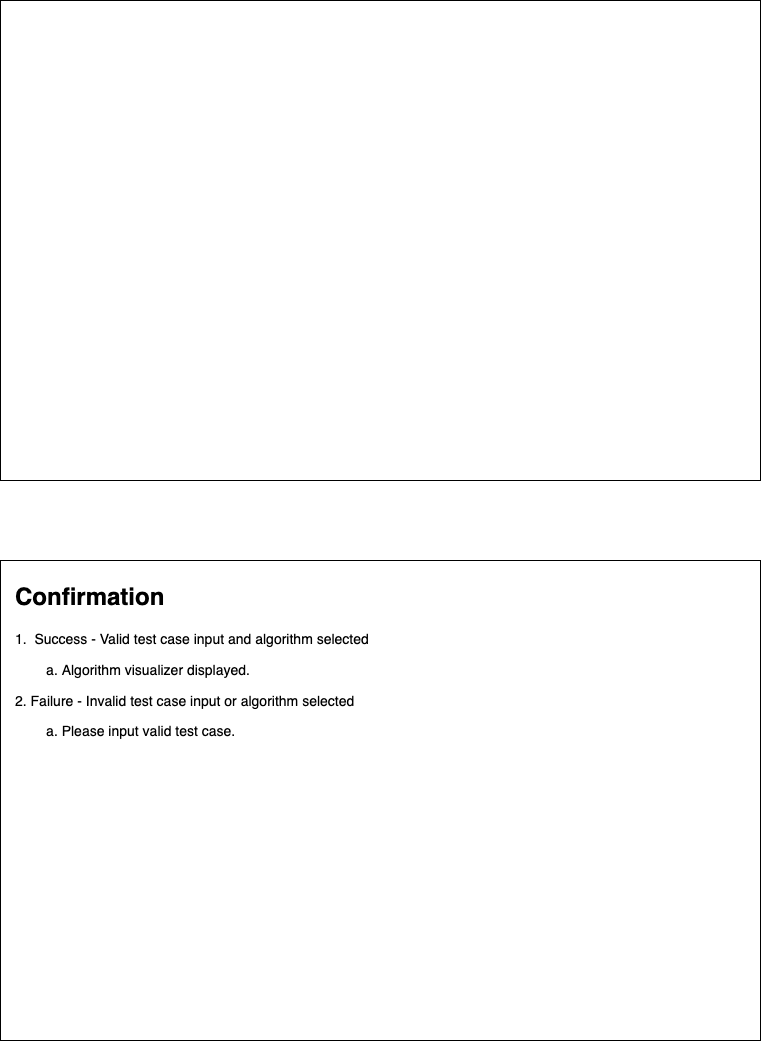 Confirmation
1.  Success - Valid test case input and algorithm selected
a. Algorithm visualizer displayed.
2. Failure - Invalid test case input or algorithm selected
a. Please input valid test case.